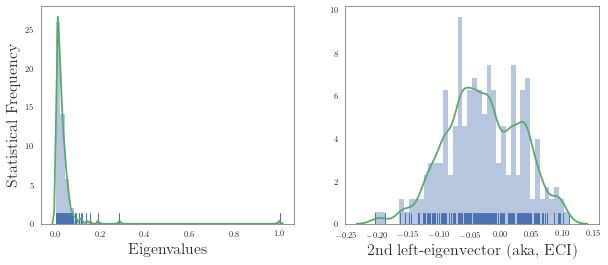 Statistical Frequency
25
20
15
10
5
0
0.0 0.2 0.4 0.6 0.8 1.0
Eigenvalues
10
8
6
4
2
0
−0.25 −0.20 −0.15 −0.10 −0.05 0.00 0.05 0.10 0.15
2nd left-eigenvector (aka, ECI)